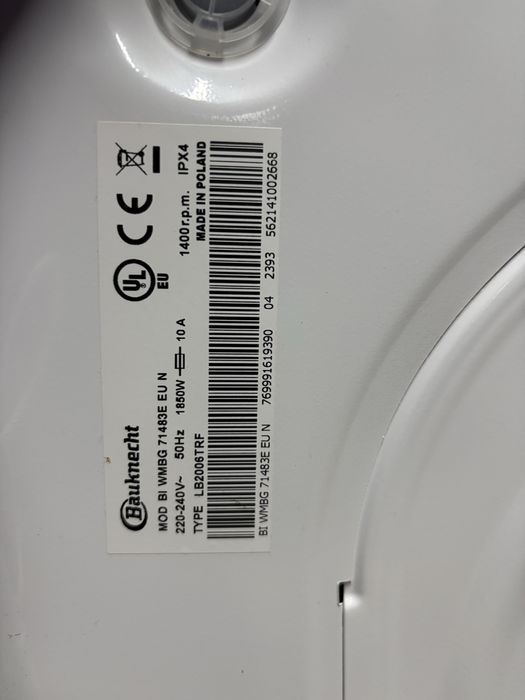 Bauknecht
MOD BI WMBG 71483E EU N
220-240V~ 50Hz 1850W 10 A 1400 r.p.m. IPX4
TYPE LB2006TRF MADE IN POLAND
UL
®
EU
CE
BI WMBG 71483E EU N 769991619390 04 2393 562141002668